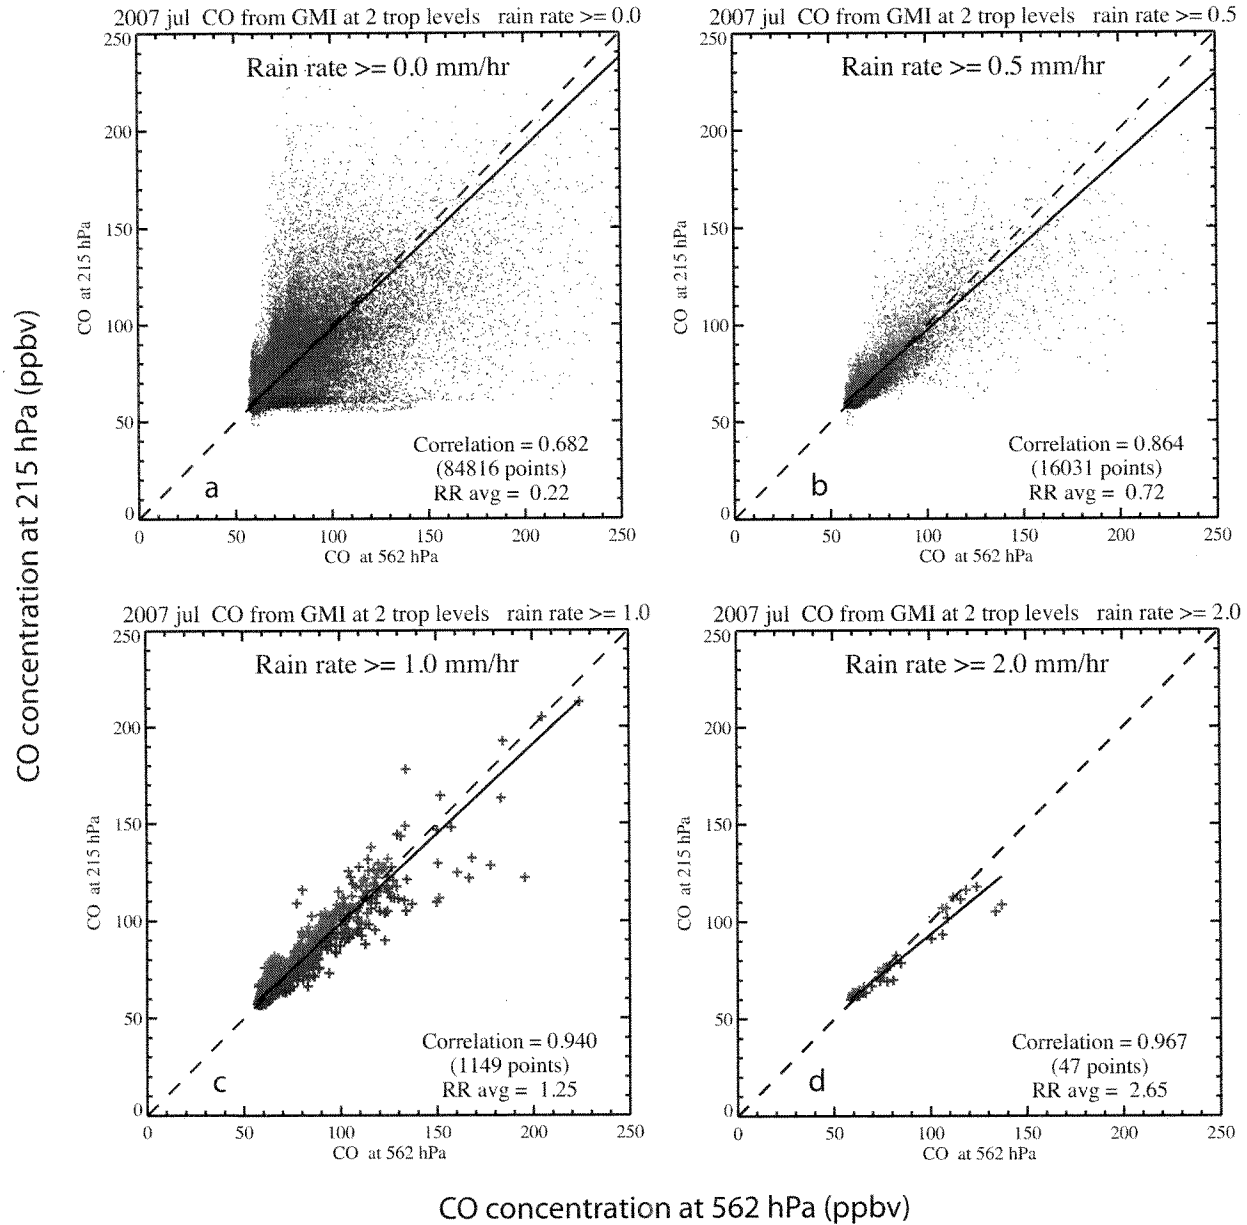 2007 jul CO from GMI at 2 trop levels rain rate >= 0.0
Rain rate >= 0.0 mm/hr
250
200
150
100
50
0
CO at 215 hPa
Correlation = 0.682
(84816 points)
RR avg = 0.22
a
0 50 100 150 200 250
CO at 562 hPa
2007 jul CO from GMI at 2 trop levels rain rate >= 0.5
Rain rate >= 0.5 mm/hr
250
200
150
100
50
0
CO at 215 hPa
Correlation = 0.864
(16031 points)
RR avg = 0.72
b
0 50 100 150 200 250
CO at 562 hPa
2007 jul CO from GMI at 2 trop levels rain rate >= 1.0
Rain rate >= 1.0 mm/hr
250
200
150
100
50
0
CO at 215 hPa
Correlation = 0.940
(1149 points)
RR avg = 1.25
c
0 50 100 150 200 250
CO at 562 hPa
2007 jul CO from GMI at 2 trop levels rain rate >= 2.0
Rain rate >= 2.0 mm/hr
250
200
150
100
50
0
CO at 215 hPa
Correlation = 0.967
(47 points)
RR avg = 2.65
d
0 50 100 150 200 250
CO at 562 hPa
CO concentration at 215 hPa (ppbv)
CO concentration at 562 hPa (ppbv)